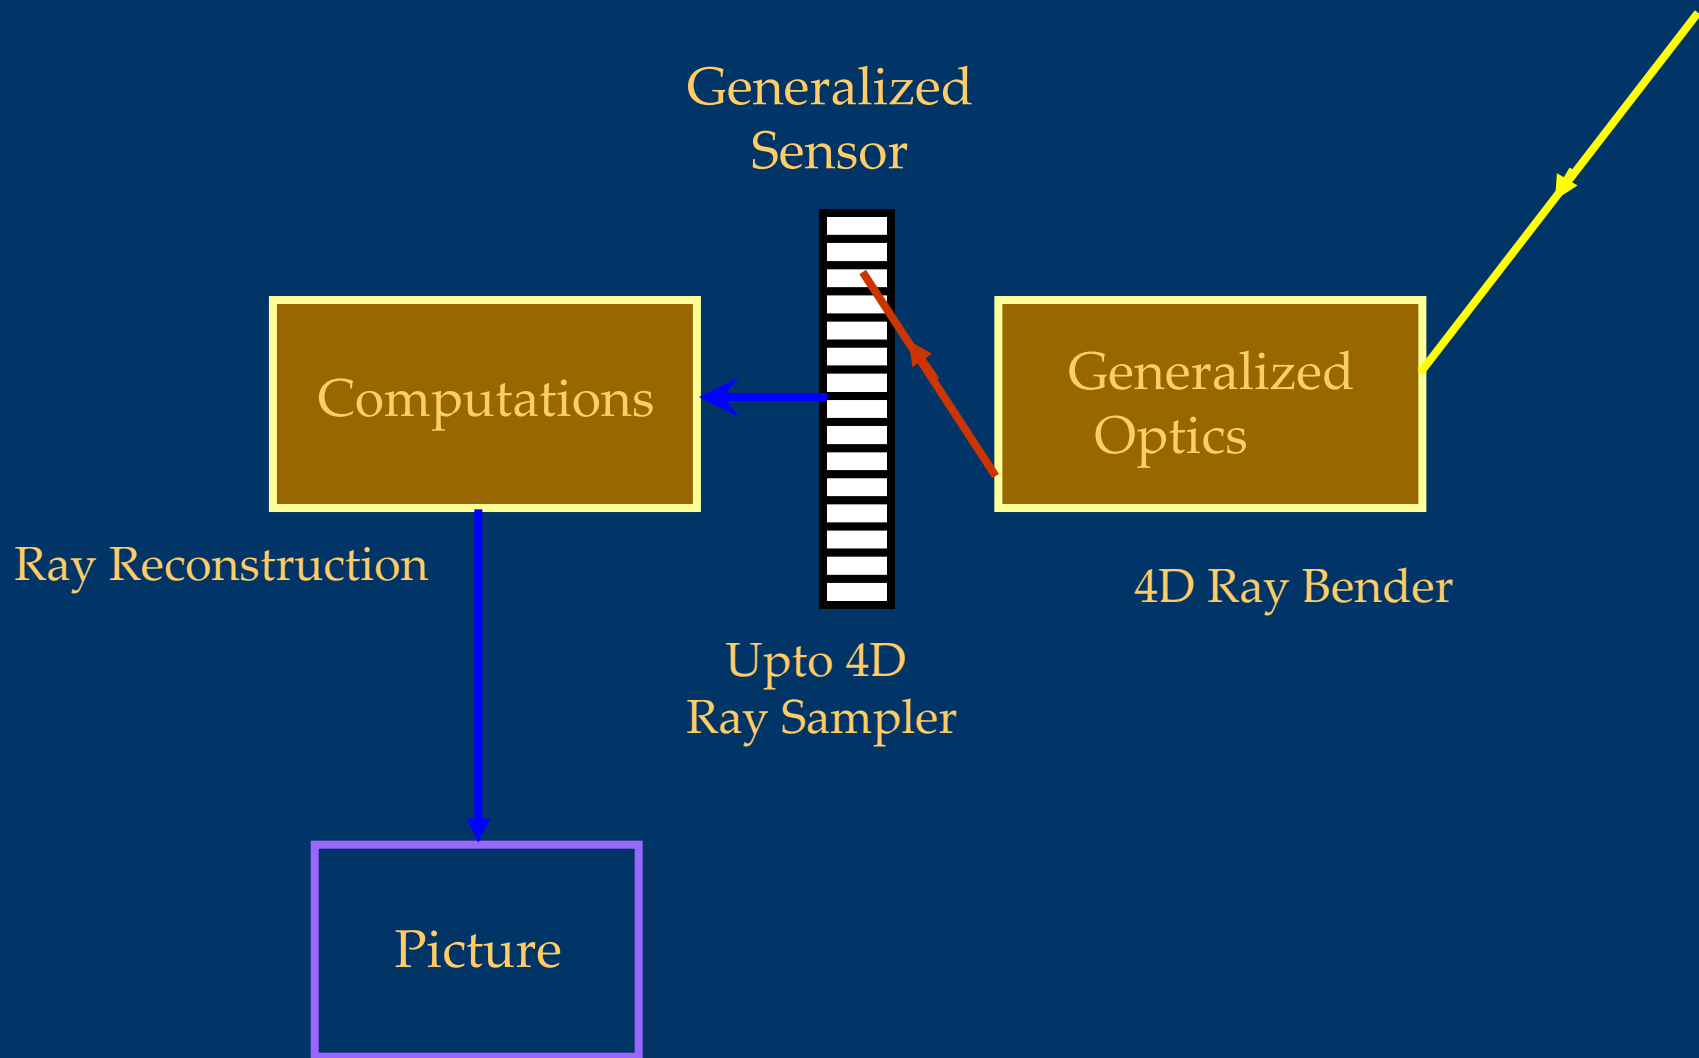 Generalized
Sensor
Computations
Generalized
Optics
Ray Reconstruction
4D Ray Bender
Upto 4D
Ray Sampler
Picture